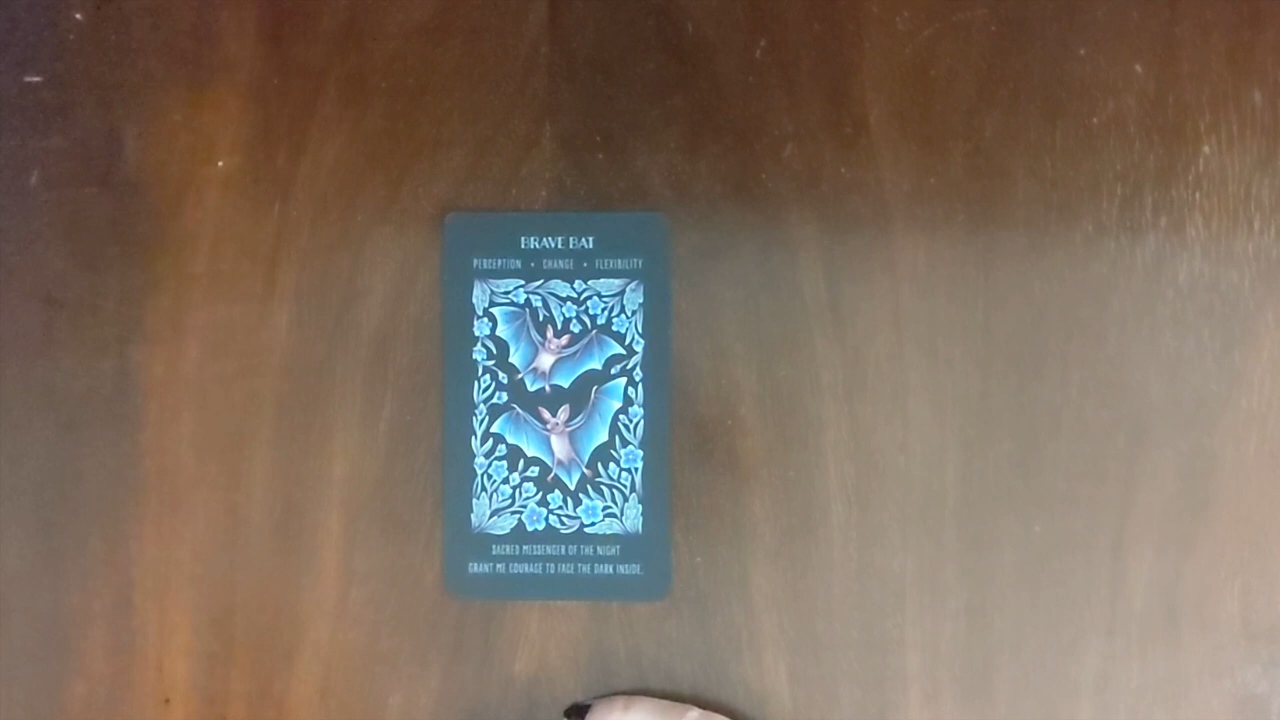 BRAVE BAT
PERCEPTION • CHANGE • FLEXIBILITY
SACRED MESSENGER OF THE NIGHT
GRANT ME COURAGE TO FACE THE DARK INSIDE.